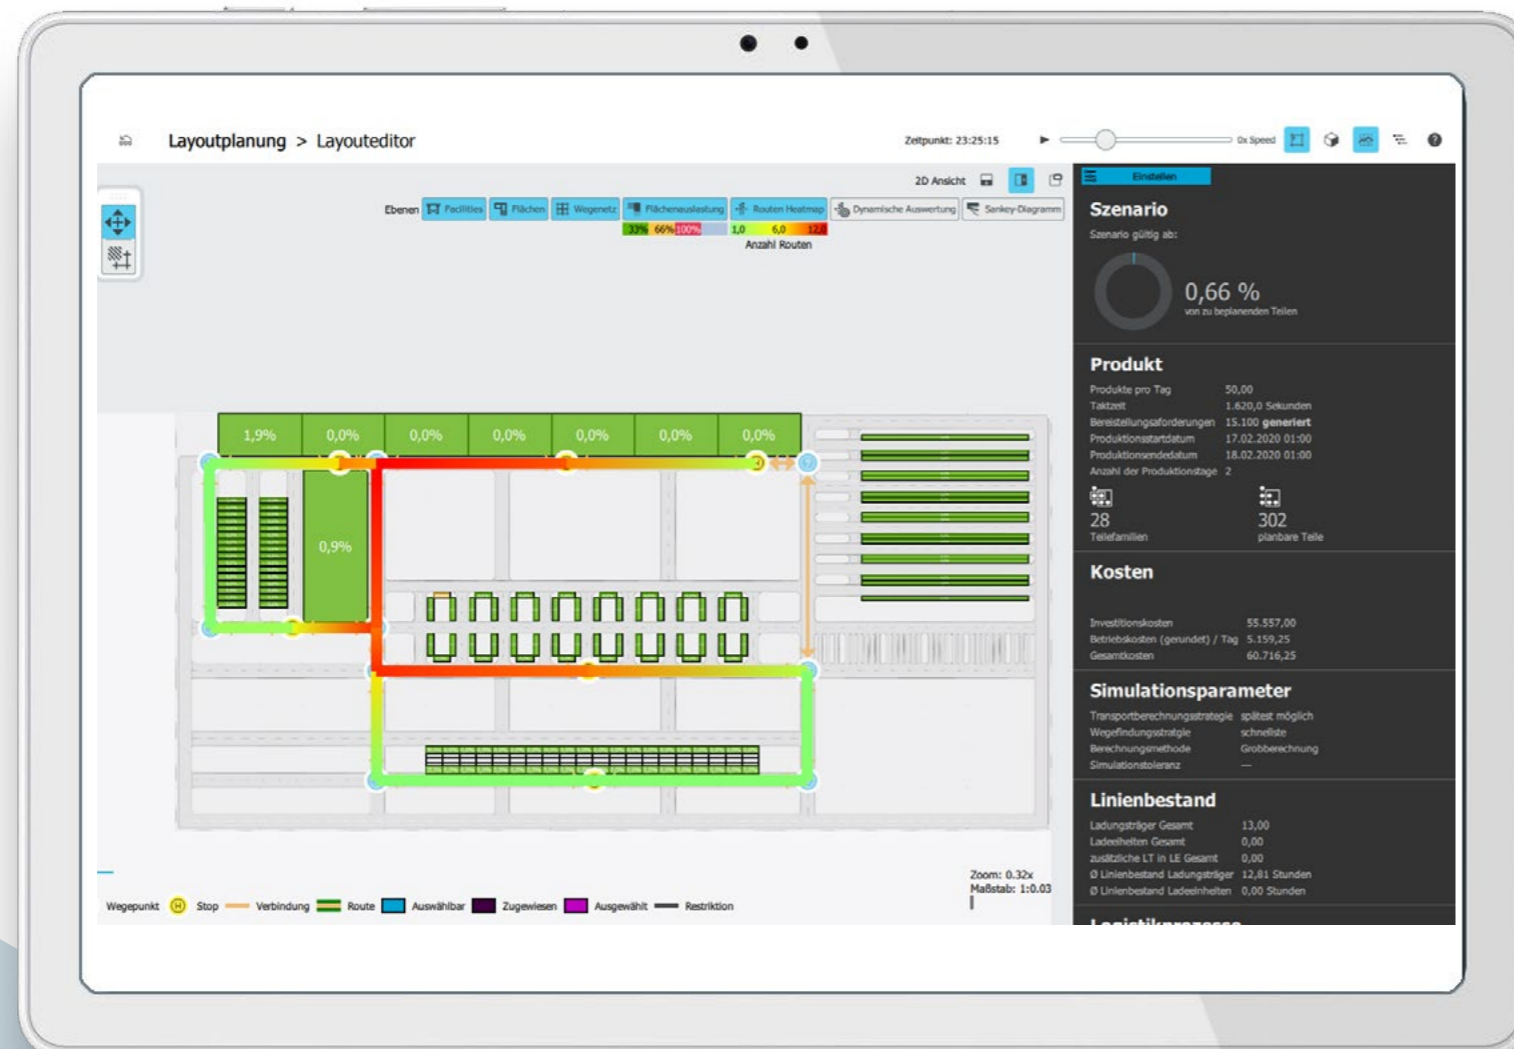 Layoutplanung > Layouteditor
Zeitpunkt: 23:25:15
0x Speed
2D Ansicht
Ebenen Facilities Flächen Wegenetz Flächenauslastung Routen Heatmap Dynamische Auswertung Sankey-Diagramm
33% 66% 100% 1,0 6,0 12,0
Anzahl Routen
1,9% 0,0% 0,0% 0,0% 0,0% 0,0% 0,0%
0,9%
Zoom: 0.32x
Maßstab: 1:0.03
Wegepunkt H Stop Verbindung Route Auswählbar Zugewiesen Ausgewählt Restriktion
Einstellen
Szenario
Szenario gültig ab:
0,66 %
von zu beplanenden Teilen
Produkt
Produkte pro Tag 50,00
Taktzeit 1.620,0 Sekunden
Bereistellungsaforderungen 15.100 generiert
Produktionsstartdatum 17.02.2020 01:00
Produktionsendedatum 18.02.2020 01:00
Anzahl der Produktionstage 2
28 302
Teilefamilien planbare Teile
Kosten
Investitionskosten 55.557,00
Betriebskosten (gerundet) / Tag 5.159,25
Gesamtkosten 60.716,25
Simulationsparameter
Transportberechnungsstrategie spätest möglich
Wegefindungsstratgie schnellste
Berechnungsmethode Grobberechnung
Simulationstoleranz —
Linienbestand
Ladungsträger Gesamt 13,00
Ladeeiheiten Gesamt 0,00
zusätzliche LT in LE Gesamt 0,00
Ø Linienbestand Ladungsträger 12,81 Stunden
Ø Linienbestand Ladeeinheiten 0,00 Stunden
Logistikprozesse